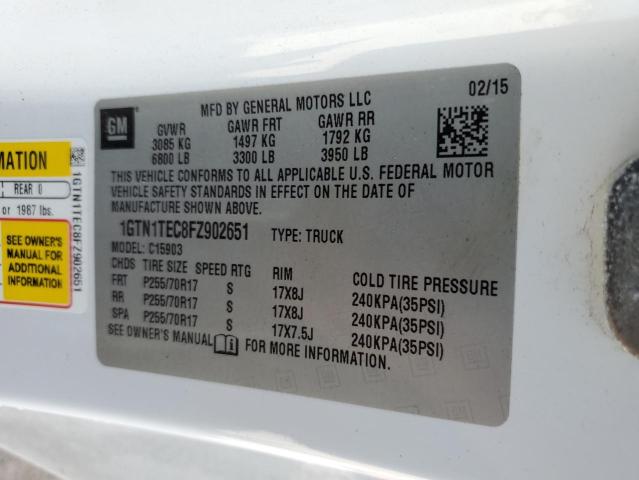 GM
MFD BY GENERAL MOTORS LLC
02/15
GVWR GAWR FRT GAWR RR
3085 KG 1497 KG 1792 KG
6800 LB 3300 LB 3950 LB
THIS VEHICLE CONFORMS TO ALL APPLICABLE U.S. FEDERAL MOTOR
VEHICLE SAFETY STANDARDS IN EFFECT ON THE DATE OF
MANUFACTURE SHOWN ABOVE.
1GTN1TEC8FZ902651 TYPE: TRUCK
MODEL: C15903
CHDS TIRE SIZE SPEED RTG RIM COLD TIRE PRESSURE
FRT P255/70R17 S 17X8J 240KPA(35PSI)
RR P255/70R17 S 17X8J 240KPA(35PSI)
SPA P255/70R17 S 17X7.5J 240KPA(35PSI)
SEE OWNER'S MANUAL FOR MORE INFORMATION.
MATION
REAR 0
or 1987 lbs.
SEE OWNER'S
MANUAL FOR
ADDITIONAL
INFORMATION
1GTN1TEC8FZ902651